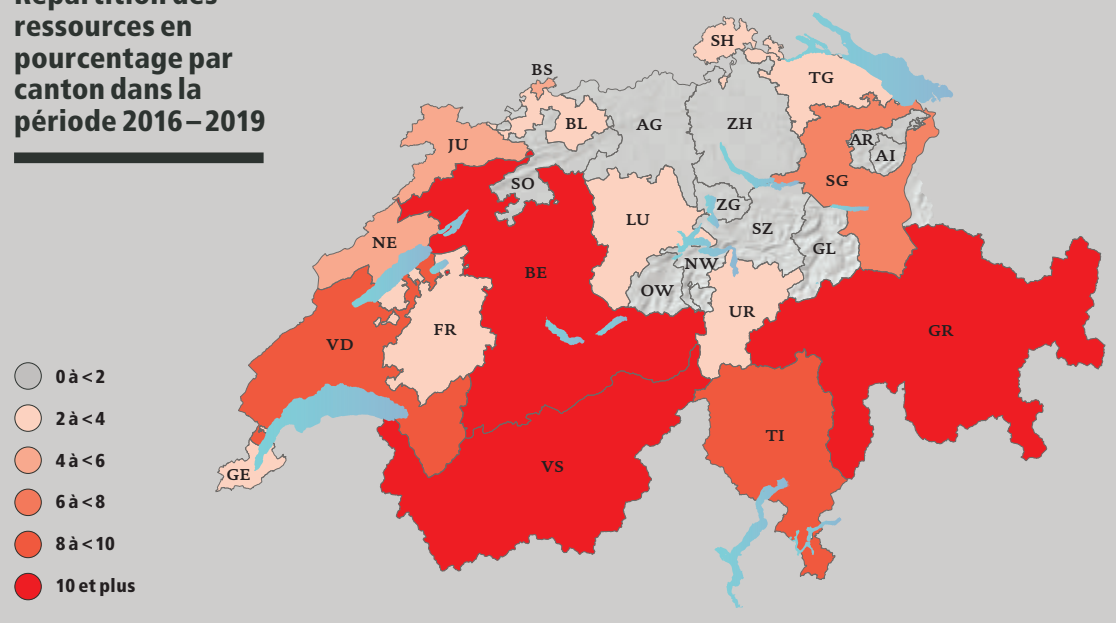 Répartition des
ressources en
pourcentage par
canton dans la
période 2016–2019
SH
BS
TG
BL
AG
ZH
JU
AR
AI
SO
SG
ZG
LU
SZ
NE
GL
NW
BE
OW
UR
FR
GR
VD
TI
VS
GE
0 à < 2
2 à < 4
4 à < 6
6 à < 8
8 à < 10
10 et plus